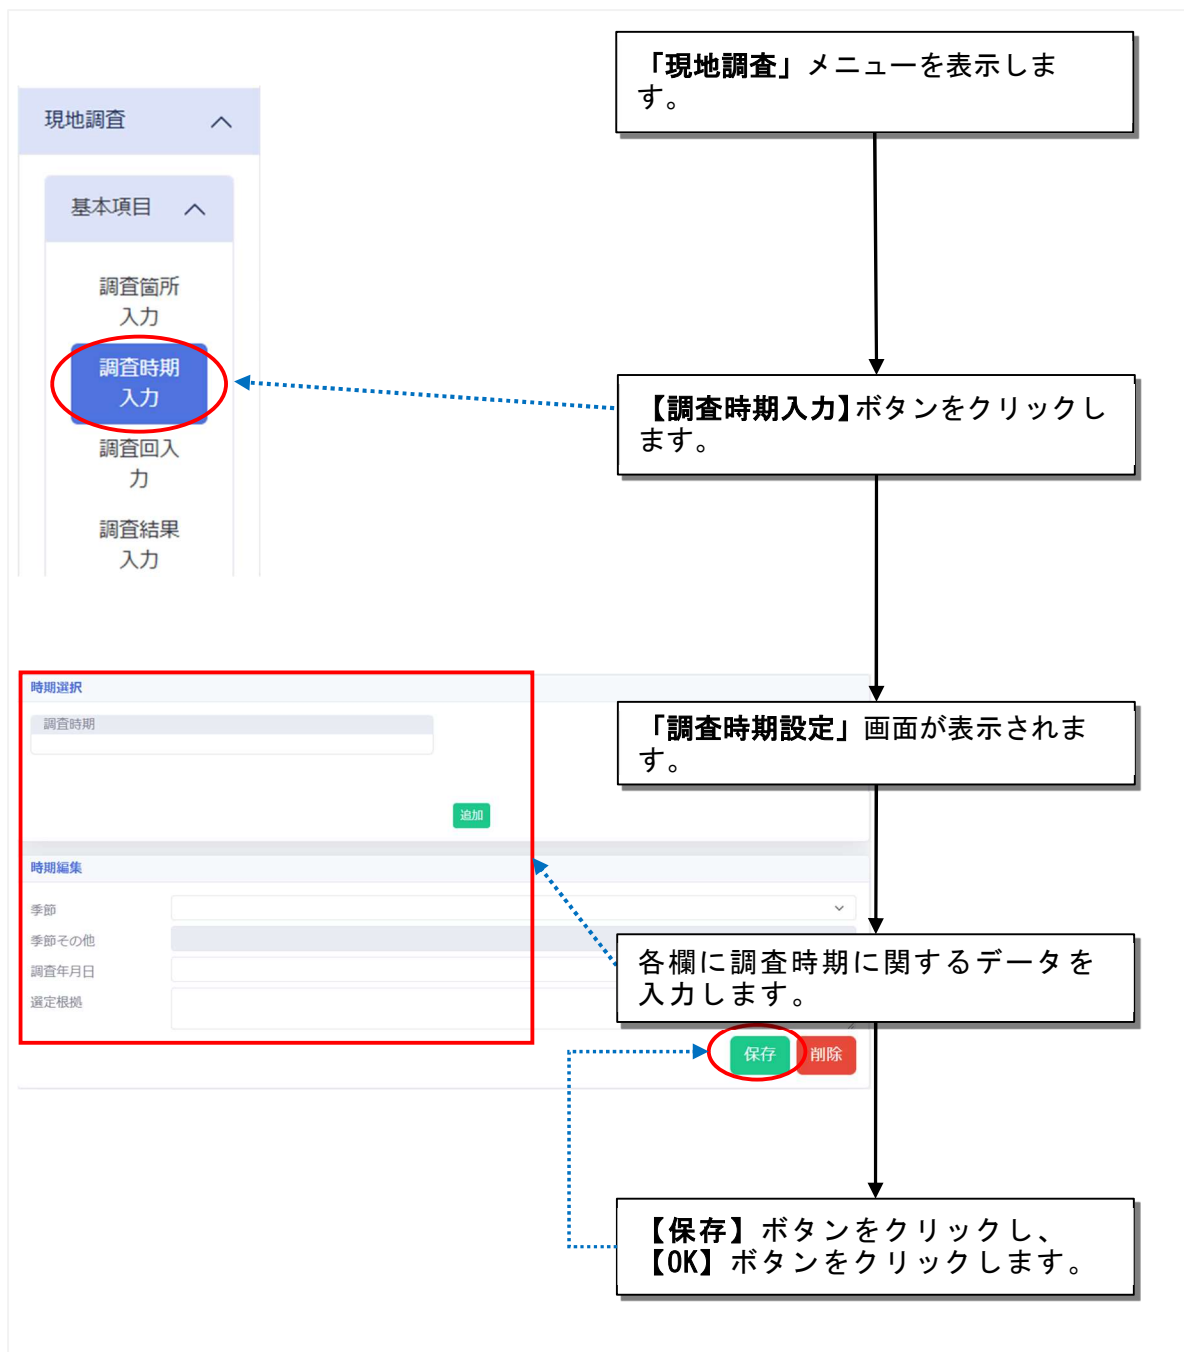 「現地調査」メニューを表示しま
す。
現地調査
基本項目
調査箇所
入力
調査時期
入力
調査回入
力
調査結果
入力
【調査時期入力】ボタンをクリックし
ます。
時期選択
調査時期
追加
「調査時期設定」画面が表示されま
す。
時期編集
季節
季節その他
調査年月日
選定根拠
各欄に調査時期に関するデータを
入力します。
保存
削除
【保存】ボタンをクリックし、
【OK】ボタンをクリックします。